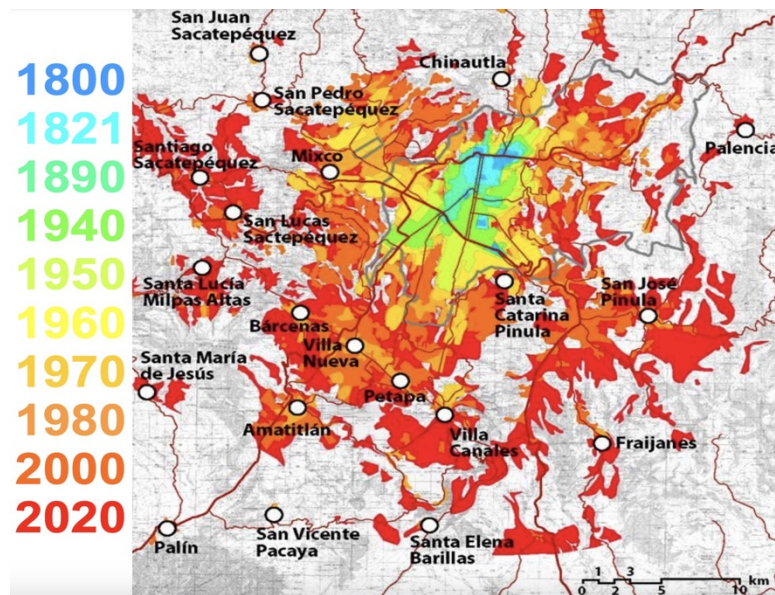 1800
1821
1890
1940
1950
1960
1970
1980
2000
2020
San Juan
Sacatepéquez
Chinautla
San Pedro
Sacatepéquez
Palencia
Santiago
Sacatepéquez
Mixco
San Lucas
Sactepéquez
Santa Lucía
Milpas Altas
Santa
Catarina
Pinula
San José
Pinula
Bárcenas
Villa
Nueva
Santa María
de Jesús
Petapa
Amatitlán
Villa
Canales
Fraijanes
Palín
San Vicente
Pacaya
Santa Elena
Barillas
1 3
km
0 2 5 10